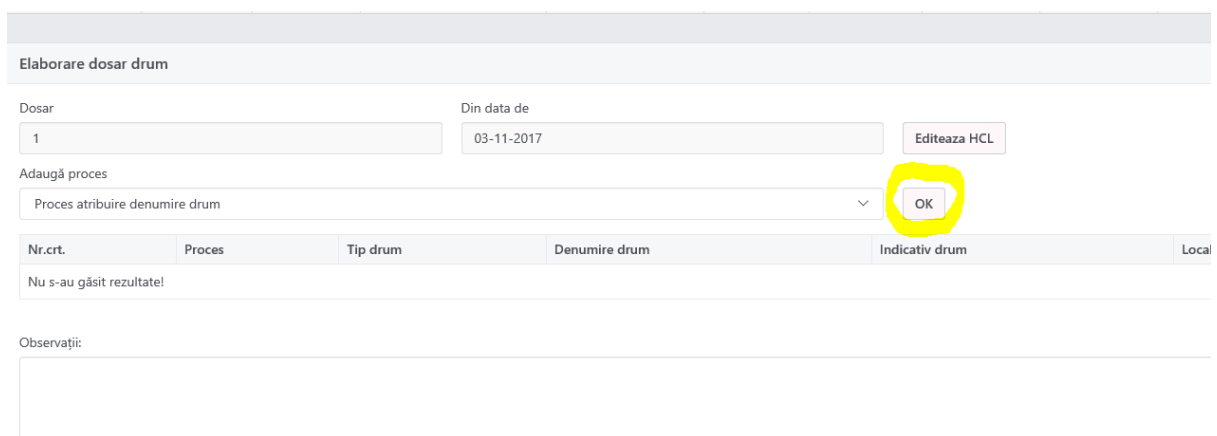 Elaborare dosar drum
Dosar Din data de
1 03-11-2017 Editeaza HCL
Adaugă proces
Proces atribuire denumire drum OK
Nr.crt. Proces Tip drum Denumire drum Indicativ drum Local
Nu s-au găsit rezultate!
Observații: